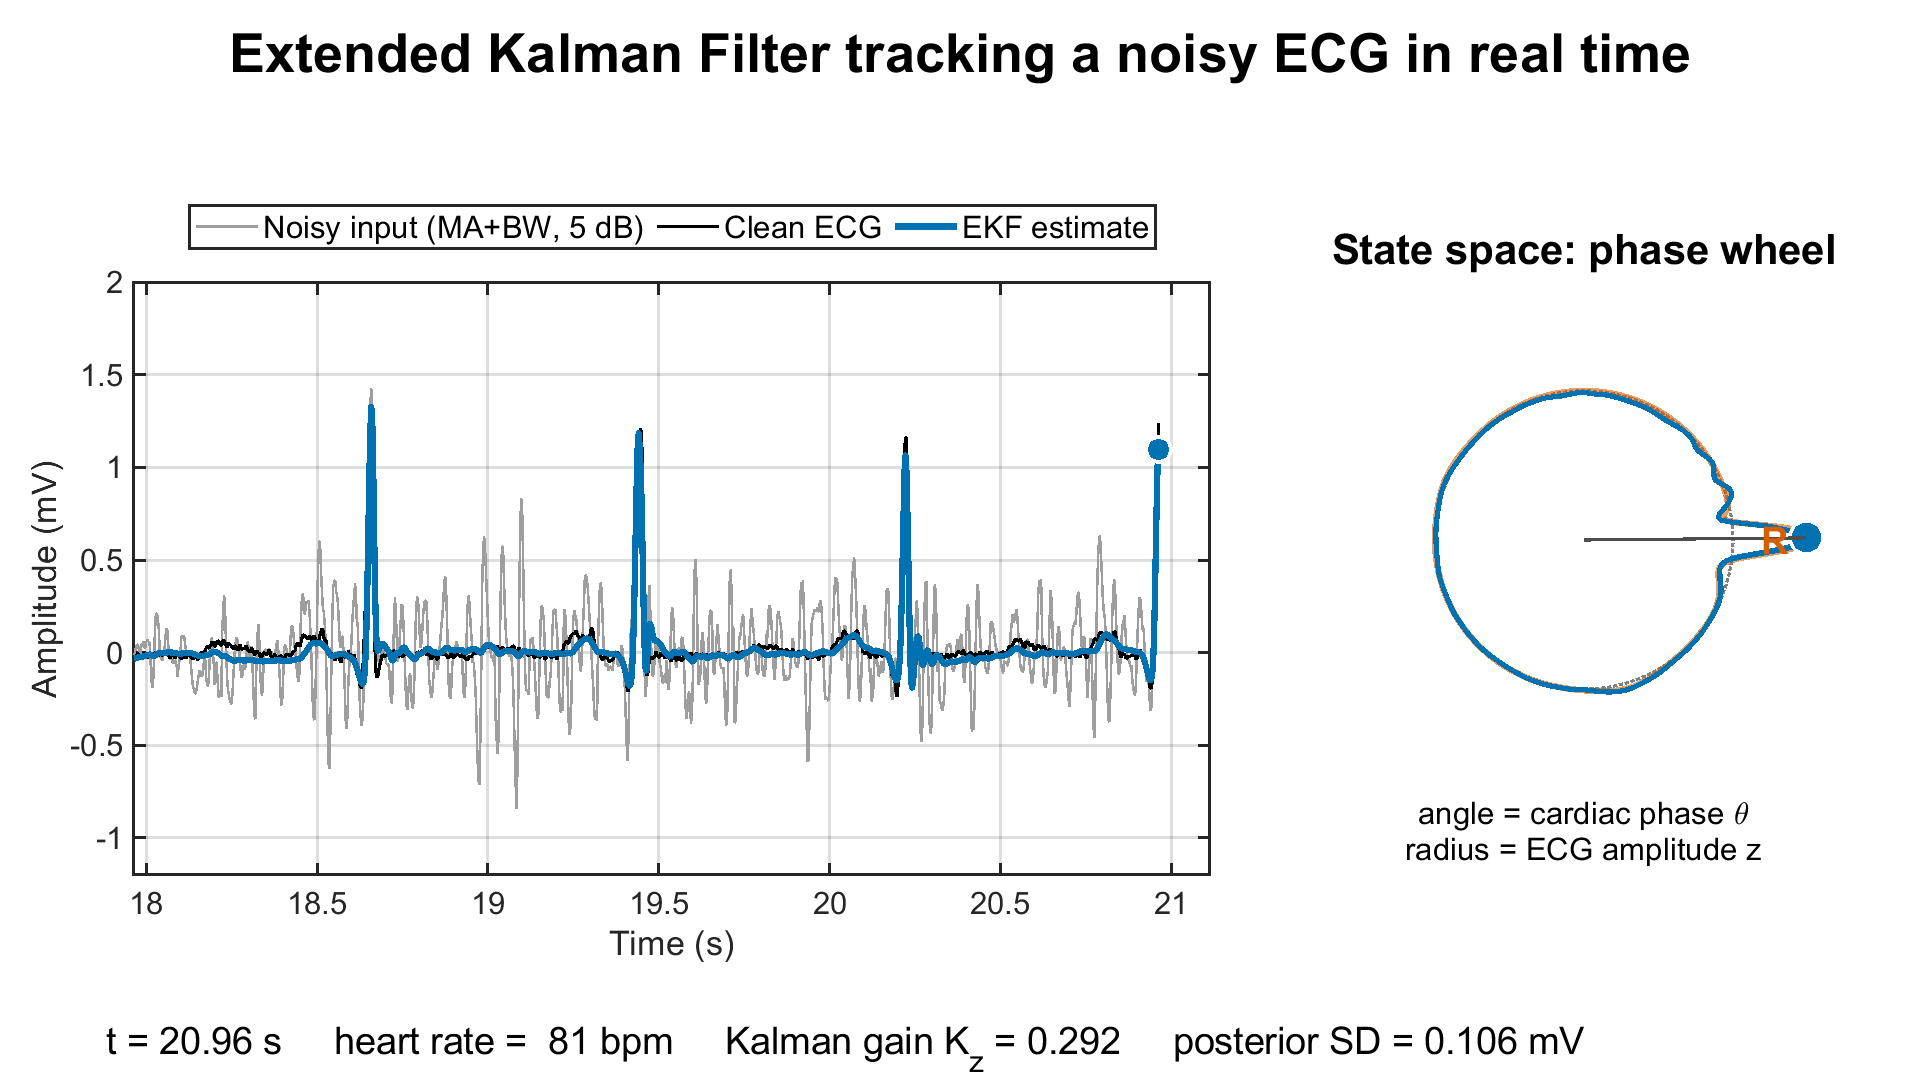 Extended Kalman Filter tracking a noisy ECG in real time
Noisy input (MA+BW, 5 dB) Clean ECG EKF estimate
State space: phase wheel
2
1.5
1
0.5
0
-0.5
-1
Amplitude (mV)
18 18.5 19 19.5 20 20.5 21
Time (s)
R
angle = cardiac phase θ
radius = ECG amplitude z
t = 20.96 s heart rate = 81 bpm Kalman gain K_z = 0.292 posterior SD = 0.106 mV